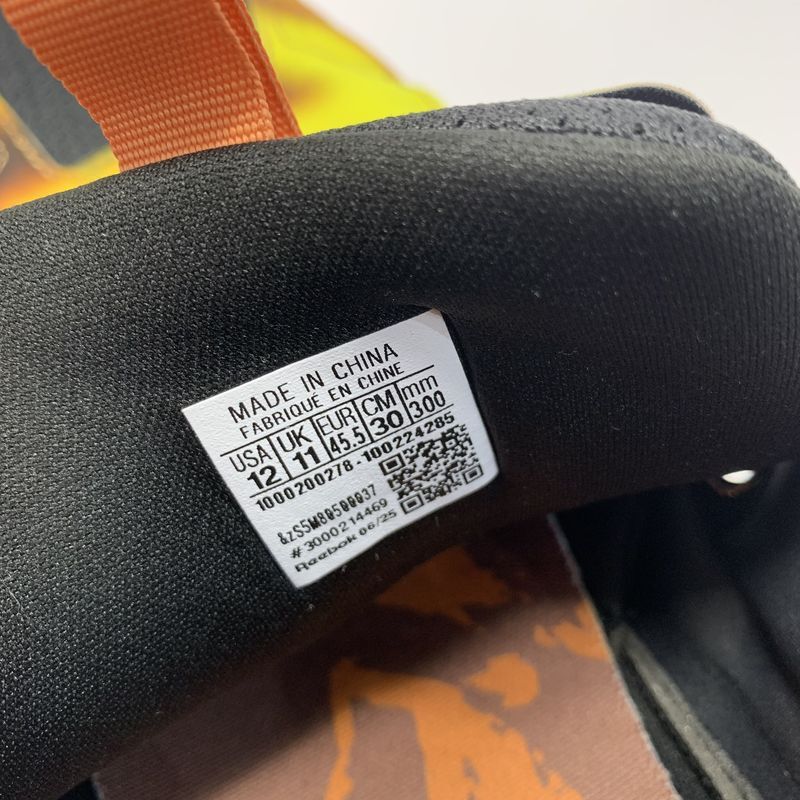 MADE IN CHINA
FABRIQUÉ EN CHINE
USA UK EUR CM mm
12 11 45.5 30 300
1000200278-100224285
&zS5M80500037
#3000214469
Reebok 06/25